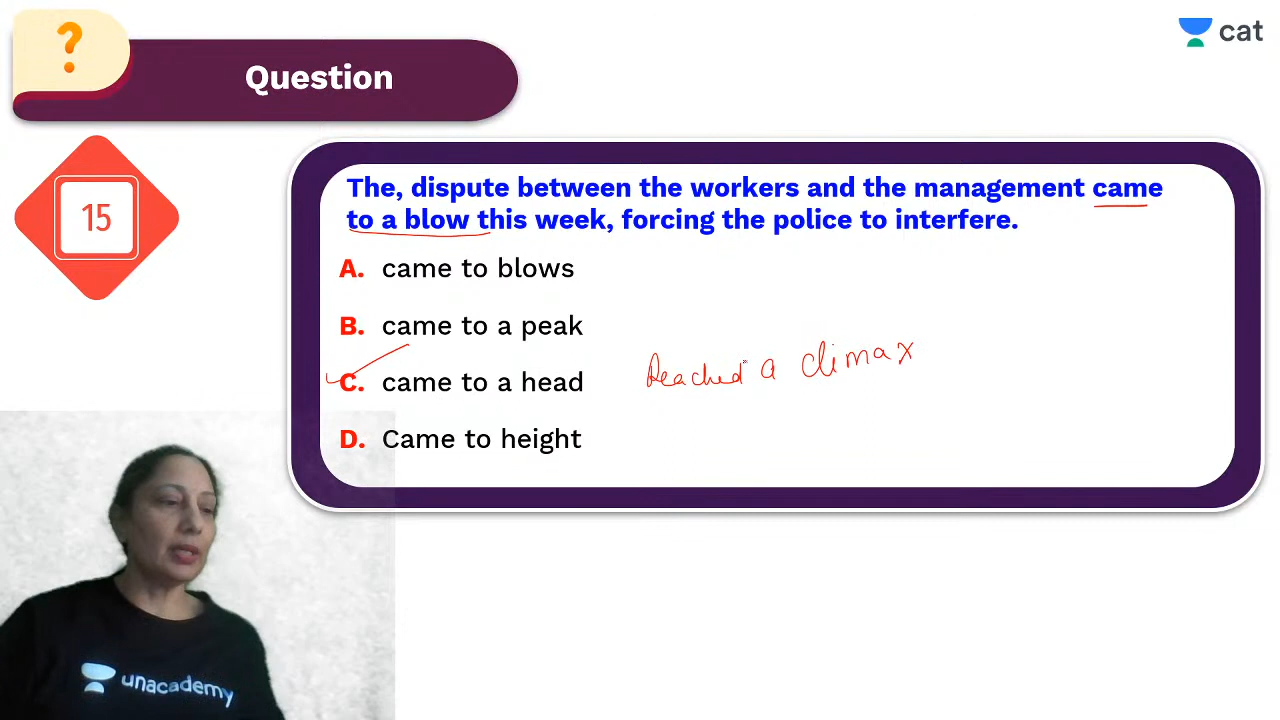 ?
Question
cat
15
The, dispute between the workers and the management came
to a blow this week, forcing the police to interfere.
A. came to blows
B. came to a peak
C. came to a head
D. Came to height
Reached a climax
unacademy